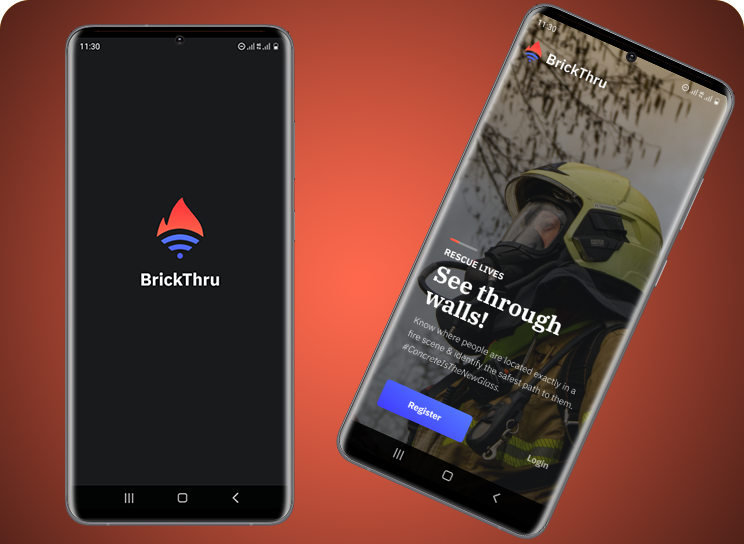 11:30
BrickThru
11:30
BrickThru
RESCUE LIVES
See through
walls!
Know where people are located exactly in a
fire scene & identify the safest path to them.
#ConcreteIsTheNewGlass.
Register
Login